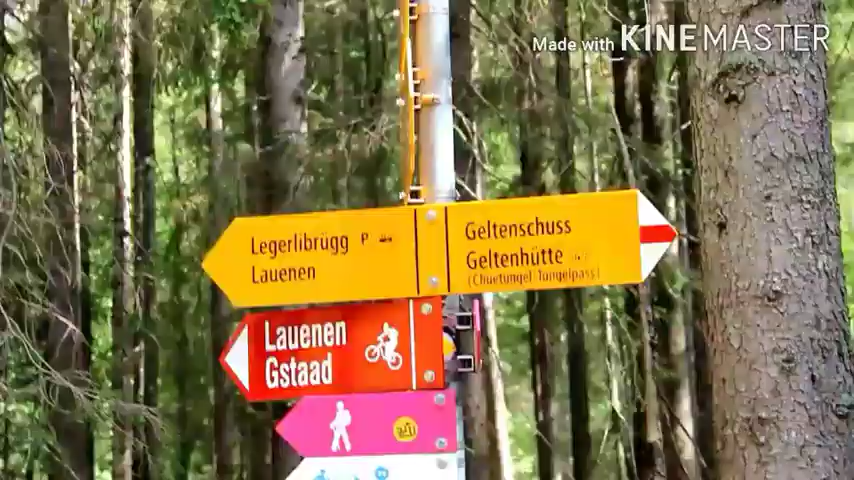 Made with KINEMASTER
Legerlibrügg P
Lauenen
Geltenschuss
Geltenhütte
(Chuetungel-Tungelpass)
Lauenen
Gstaad